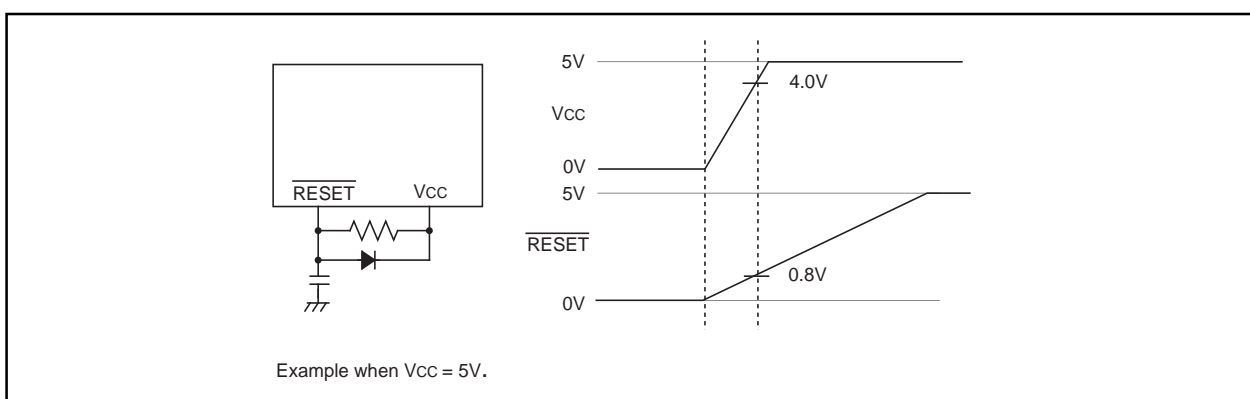 RESET
VCC
5V
4.0V
VCC
0V
5V
RESET
0.8V
0V
Example when VCC = 5V.